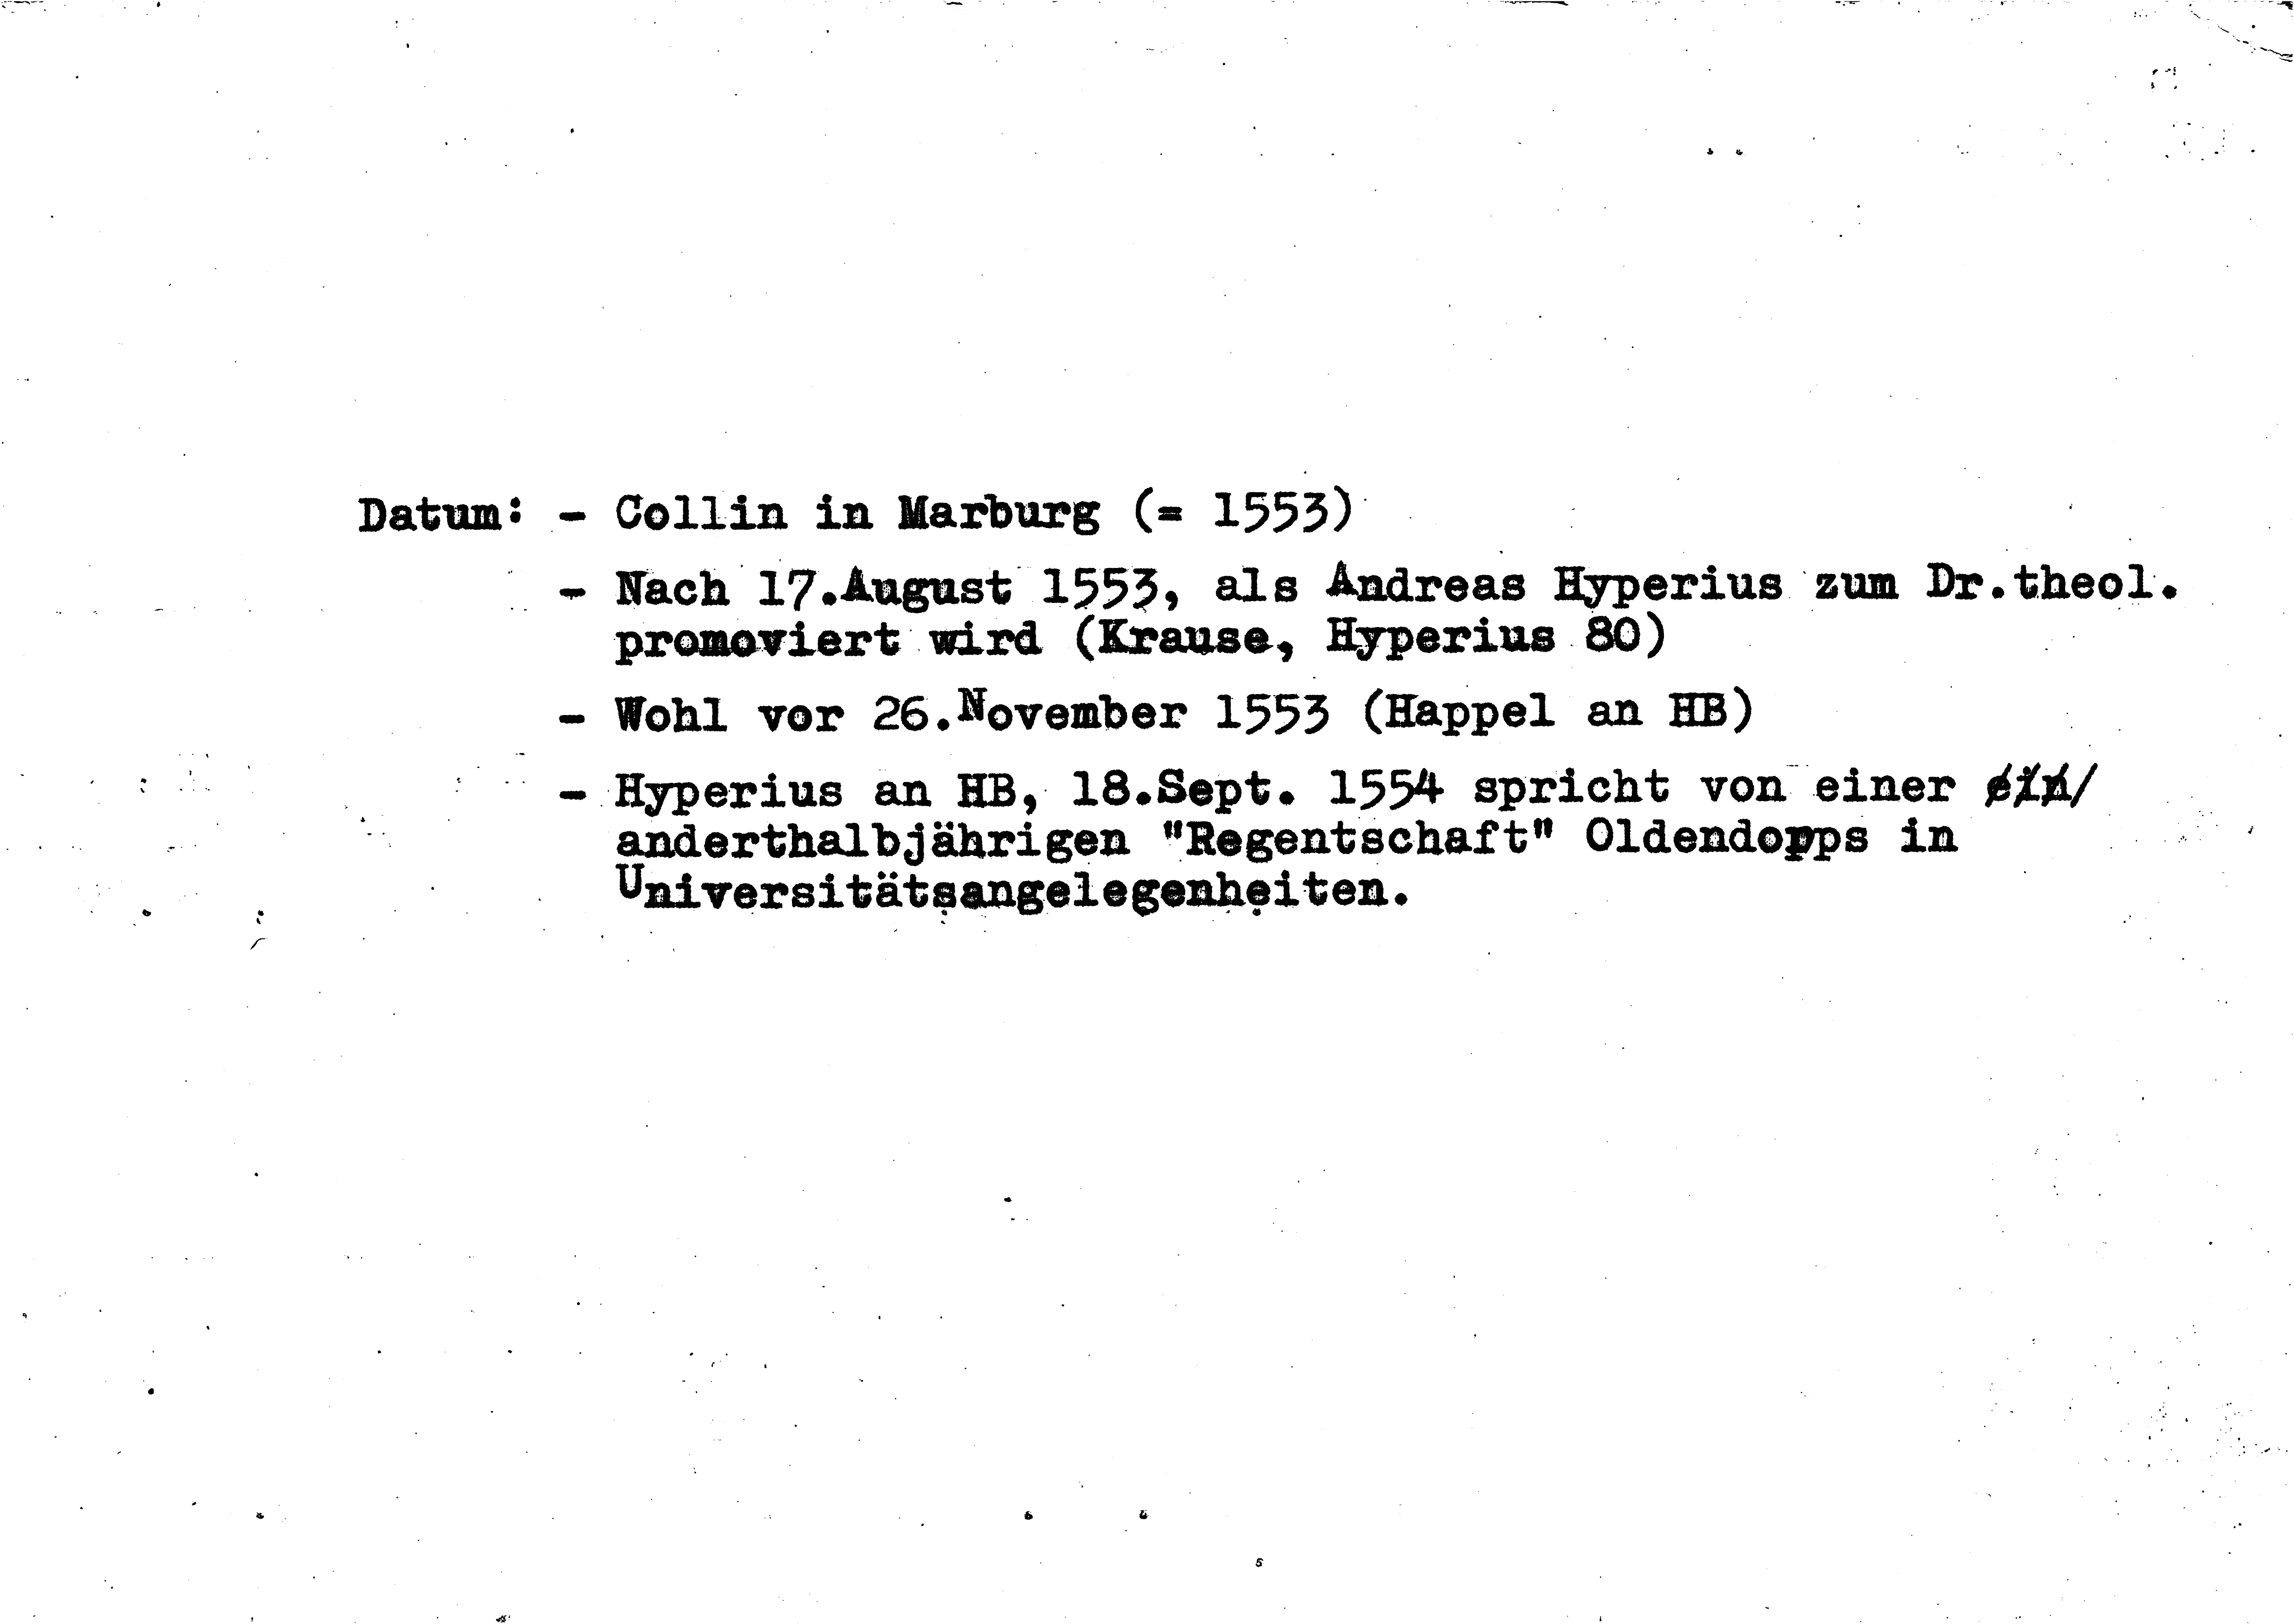 Datum: - Collin in Marburg (= 1553)
- Nach 17.August 1553, als Andreas Hyperius zum Dr.theol.
promoviert wird (Krause, Hyperius 80)
- Wohl vor 26.November 1553 (Happel an HB)
- Hyperius an HB, 18.Sept. 1554 spricht von einer ein/
anderthalbjährigen "Regentschaft" Oldendopps in
Universitätsangelegenheiten.